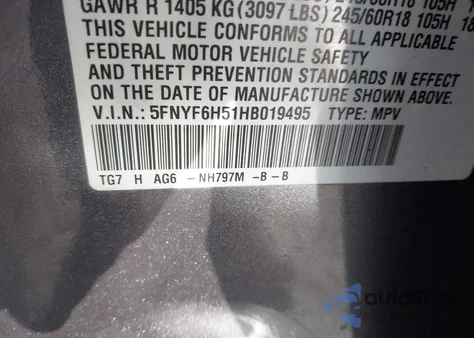 GAWR R 1405 KG (3097 LBS) 245/60R18 105H 18
THIS VEHICLE CONFORMS TO ALL APPLICABLE
FEDERAL MOTOR VEHICLE SAFETY
AND THEFT PREVENTION STANDARDS IN EFFECT
ON THE DATE OF MANUFACTURE SHOWN ABOVE.
V.I.N.: 5FNYF6H51HB019495 TYPE: MPV
TG7 H AG6 -NH797M -B-B